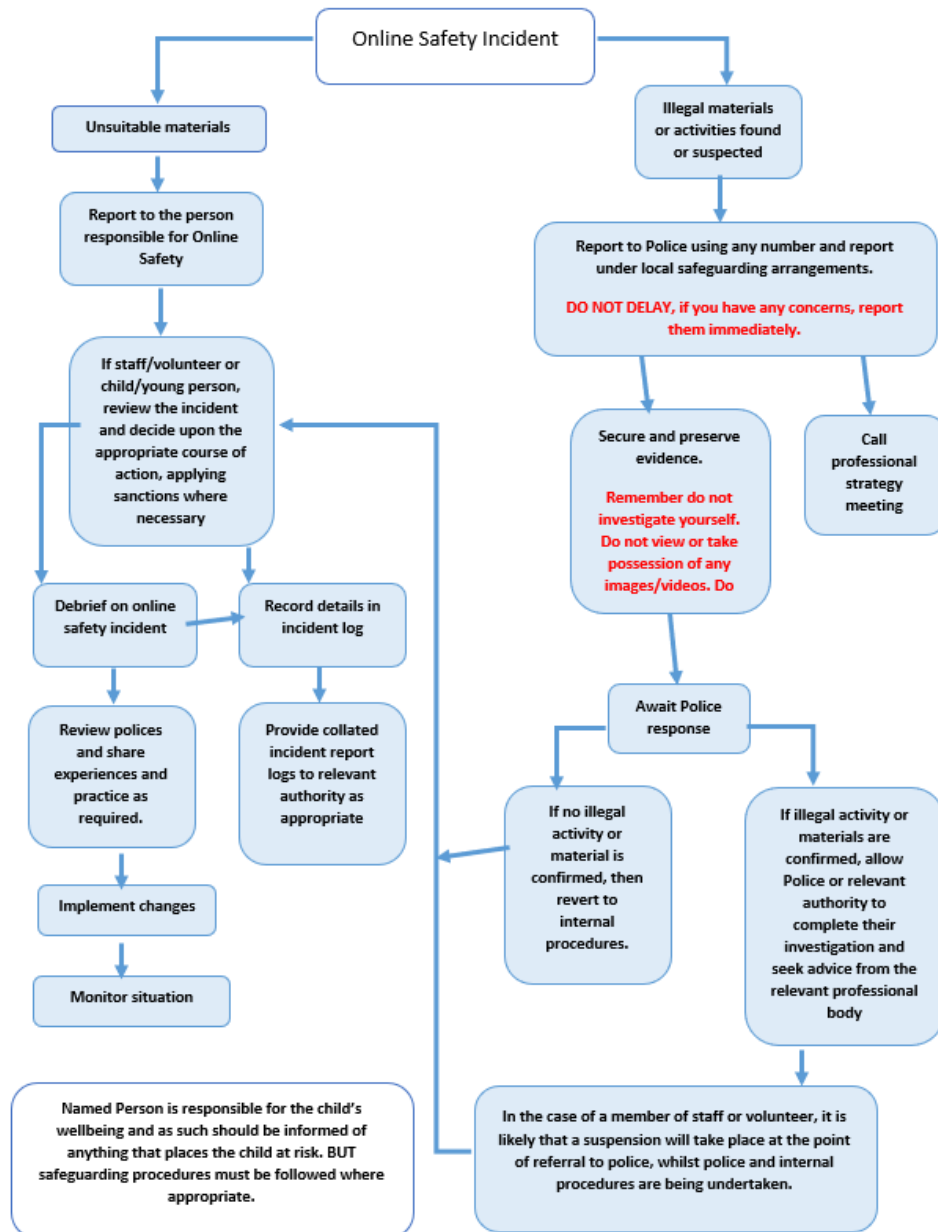 Online Safety Incident
Unsuitable materials
Report to the person
responsible for Online
Safety
If staff/volunteer or
child/young person,
review the incident
and decide upon the
appropriate course of
action, applying
sanctions where
necessary
Debrief on online
safety incident
Record details in
incident log
Review polices
and share
experiences and
practice as
required.
Provide collated
incident report
logs to relevant
authority as
appropriate
Implement changes
Monitor situation
Illegal materials
or activities found
or suspected
Report to Police using any number and report
under local safeguarding arrangements.
DO NOT DELAY, if you have any concerns, report
them immediately.
Secure and preserve
evidence.
Remember do not
investigate yourself.
Do not view or take
possession of any
images/videos. Do
Call
professional
strategy
meeting
Await Police
response
If no illegal
activity or
material is
confirmed, then
revert to
internal
procedures.
If illegal activity or
materials are
confirmed, allow
Police or relevant
authority to
complete their
investigation and
seek advice from the
relevant professional
body
Named Person is responsible for the child’s
wellbeing and as such should be informed of
anything that places the child at risk. BUT
safeguarding procedures must be followed where
appropriate.
In the case of a member of staff or volunteer, it is
likely that a suspension will take place at the point
of referral to police, whilst police and internal
procedures are being undertaken.